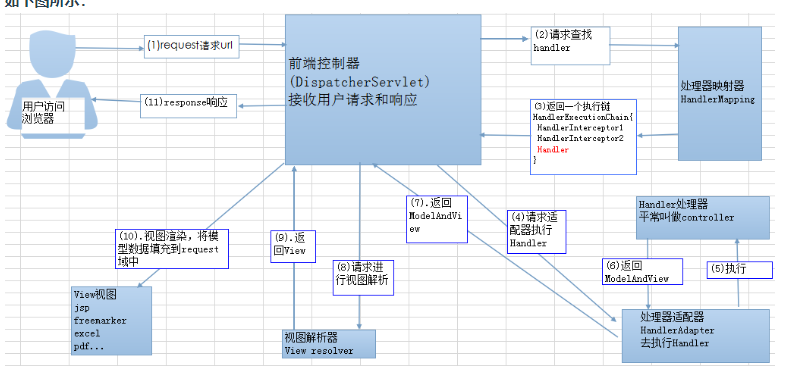 如下图所示：
(1)request请求url
(2)请求查找
handler
前端控制器
(DispatcherServlet)
接收用户请求和响应
处理器映射器
HandlerMapping
用户访问
浏览器
(11)response响应
(3)返回一个执行链
HandlerExecutionChain{
HandlerInterceptor1
HandlerInterceptor2
Handler
}
(7).返回
ModelAndVi
ew
(4)请求适
配器执行
Handler
Handler处理器
平常叫做controller
(10).视图渲染，将模
型数据填充到request
域中
(9).返
回View
(8)请求进
行视图解析
(6)返回
ModelAndView
(5)执行
View视图
jsp
freemarker
excel
pdf...
视图解析器
View resolver
处理器适配器
HandlerAdapter
去执行Handler